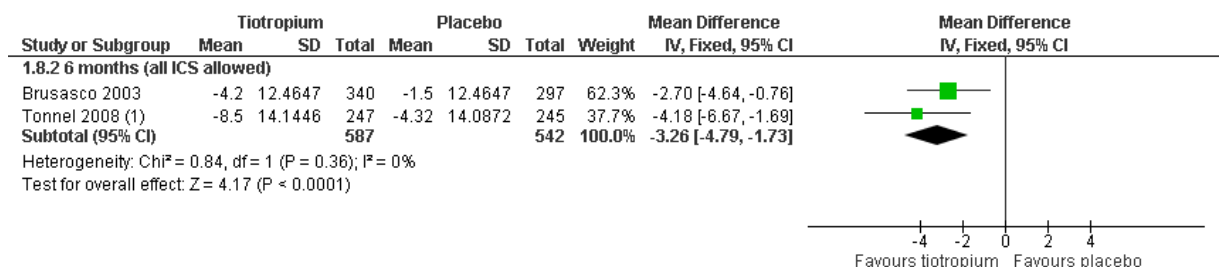 Tiotropium Placebo Mean Difference Mean Difference
Study or Subgroup Mean SD Total Mean SD Total Weight IV, Fixed, 95% CI IV, Fixed, 95% CI
1.8.2 6 months (all ICS allowed)
Brusasco 2003 -4.2 12.4647 340 -1.5 12.4647 297 62.3% -2.70 [-4.64, -0.76]
Tonnel 2008 (1) -8.5 14.1446 247 -4.32 14.0872 245 37.7% -4.18 [-6.67, -1.69]
Subtotal (95% CI) 587 542 100.0% -3.26 [-4.79, -1.73]
Heterogeneity: Chi² = 0.84, df = 1 (P = 0.36); I² = 0%
Test for overall effect: Z = 4.17 (P < 0.0001)
-4 -2 0 2 4
Favours tiotropium Favours placebo